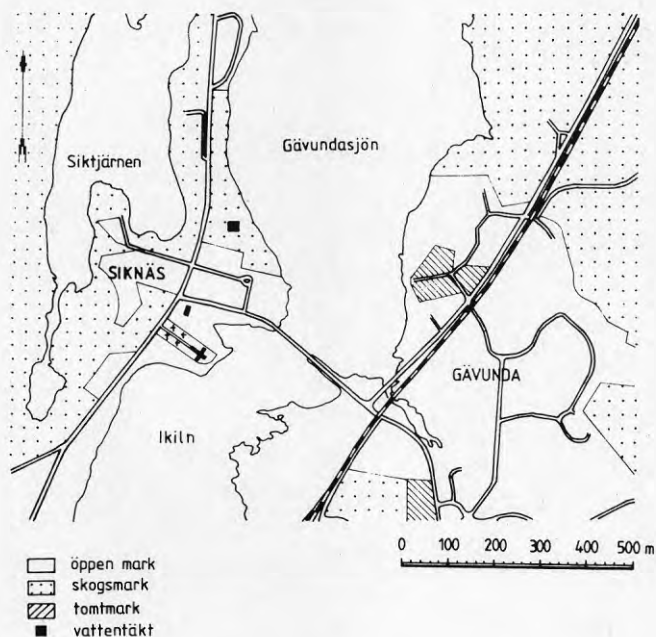 Siktjärnen
Gävundasjön
SIKNÄS
GÄVUNDA
Ikiln
0 100 200 300 400 500 m
öppen mark
skogsmark
tomtmark
vattentäkt